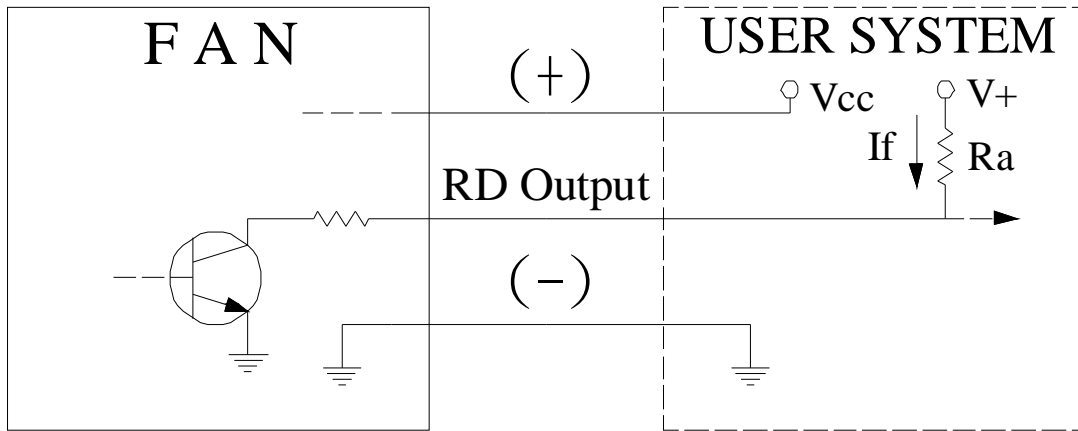 F A N
USER SYSTEM
(+)
Vcc
V+
If
Ra
RD Output
(-)